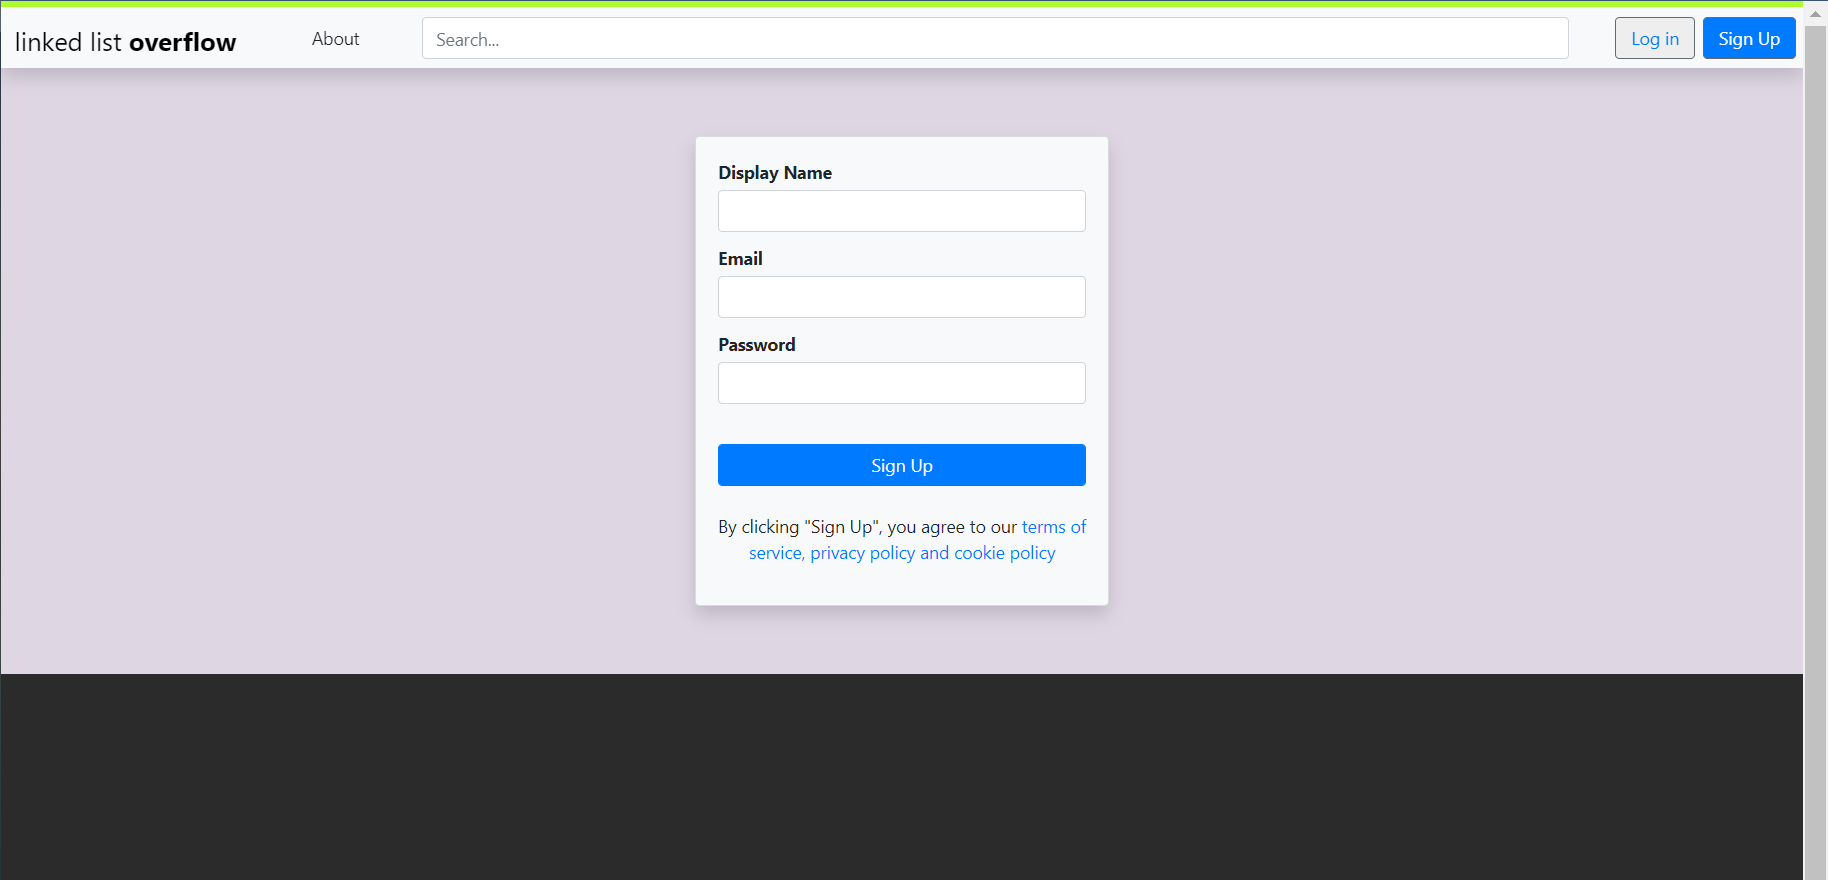 linked list overflow
About
Search...
Log in
Sign Up
Display Name
Email
Password
Sign Up
By clicking "Sign Up", you agree to our terms of
service, privacy policy and cookie policy